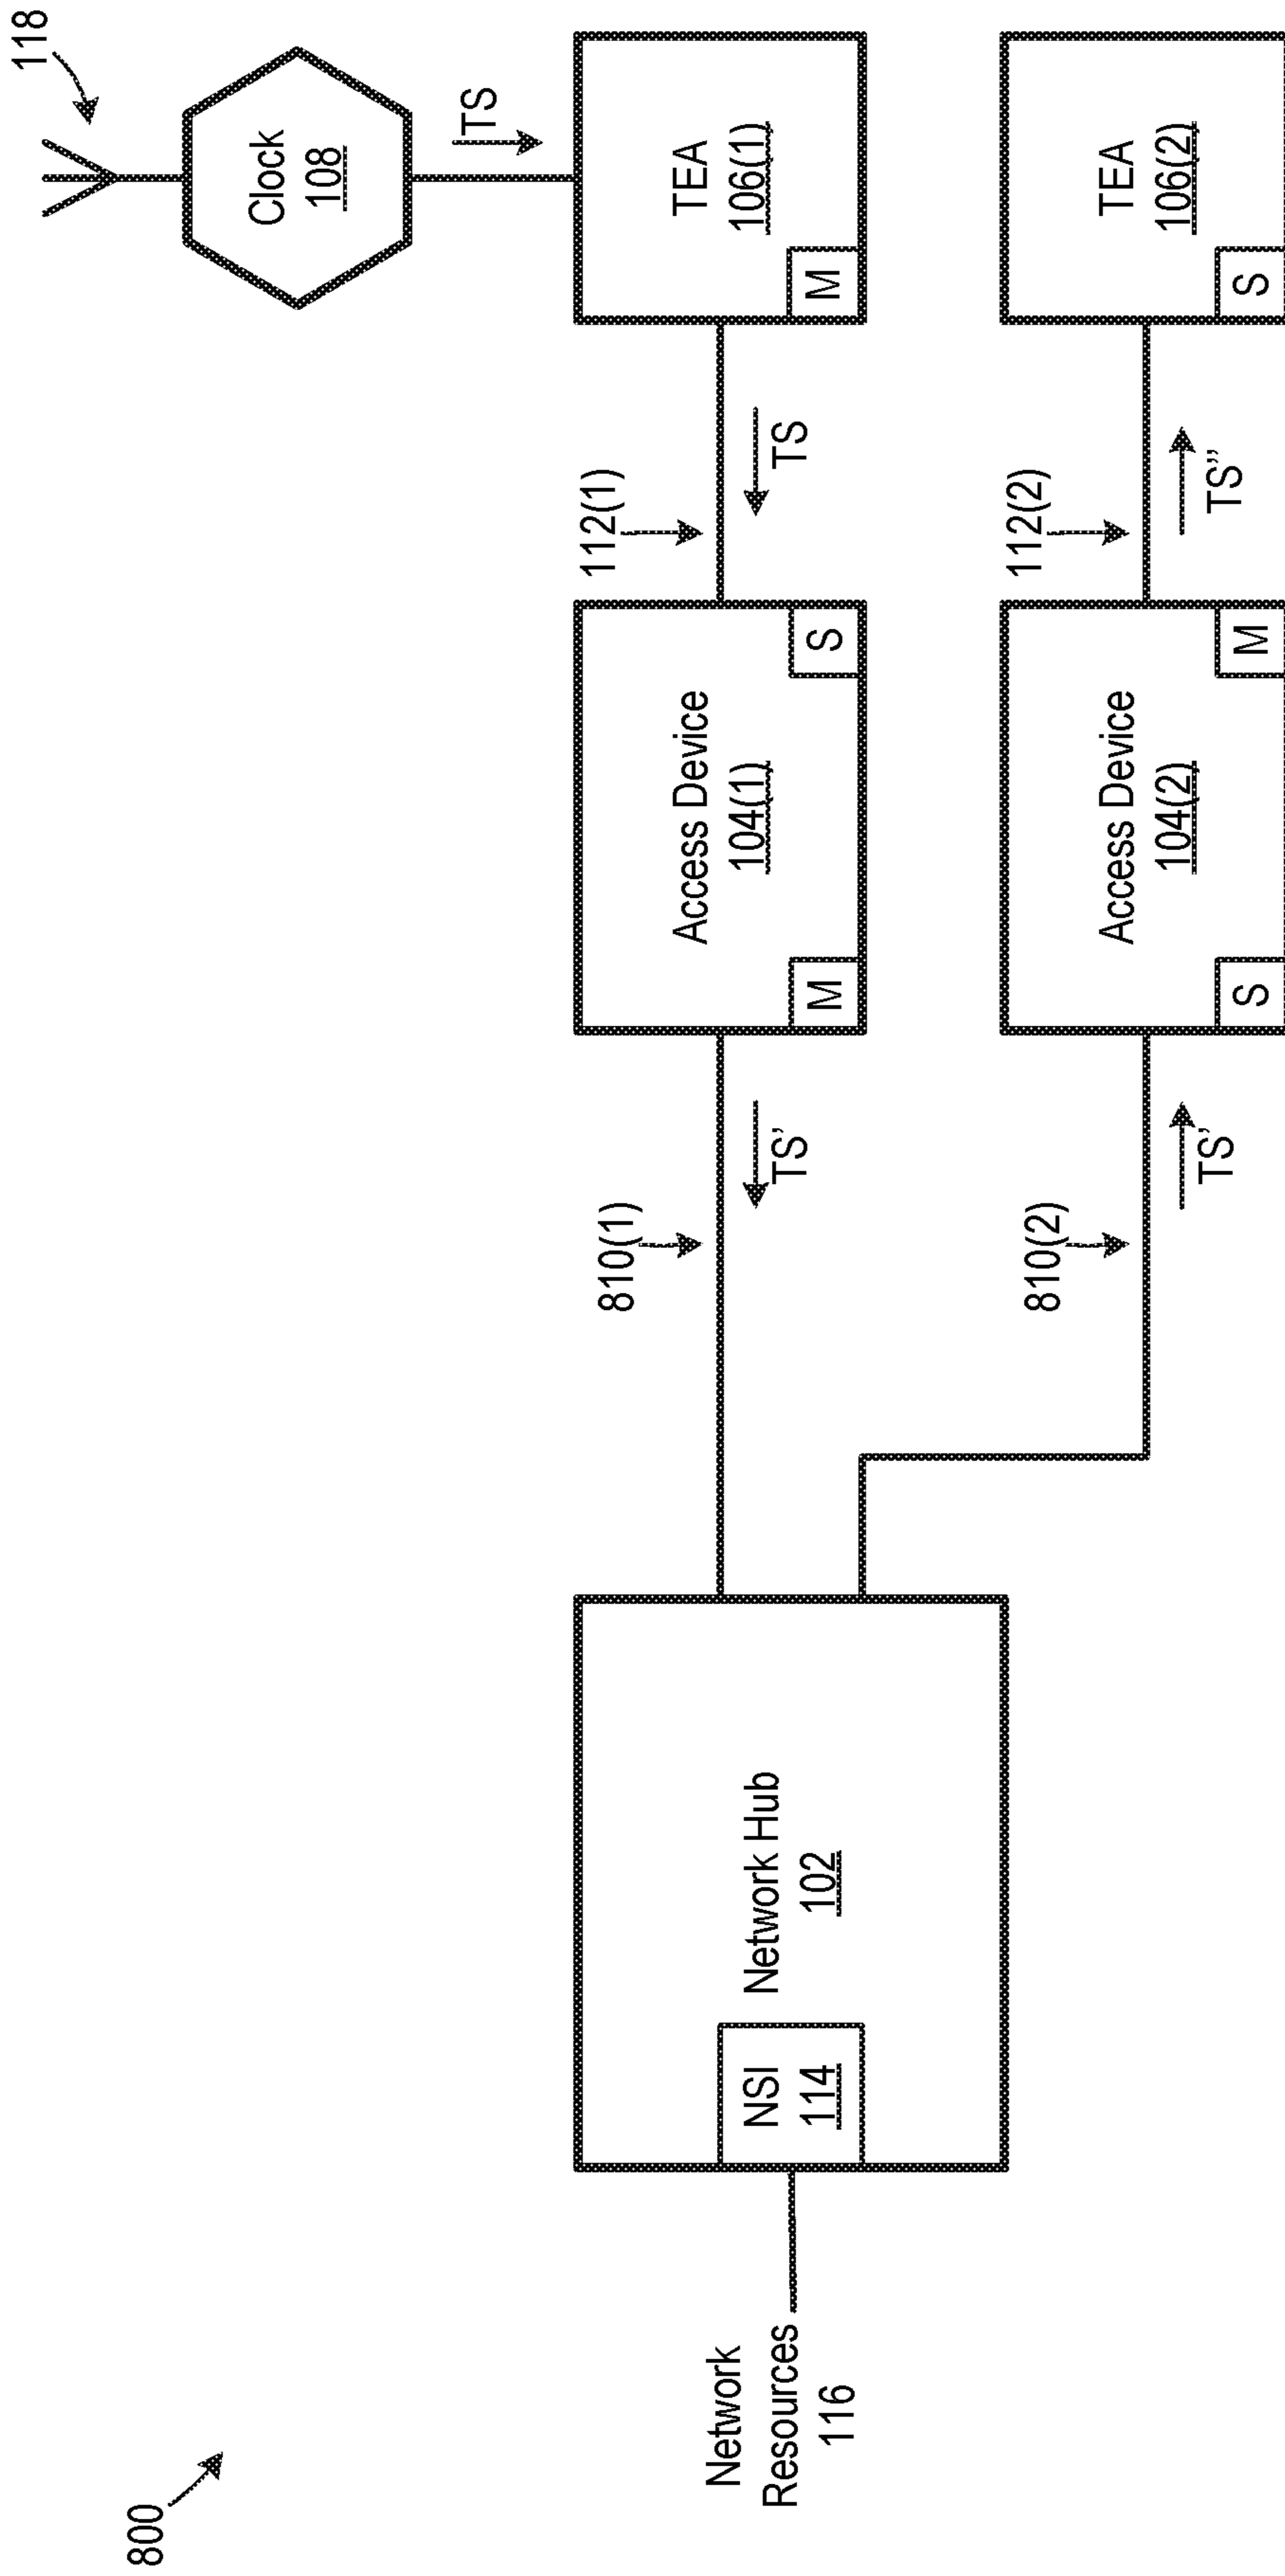 800
118
Clock
108
TS
Network
Resources
116
NSI
114
Network Hub
102
810(1)
TS'
M
Access Device
104(1)
S
112(1)
TS
M
TEA
106(1)
810(2)
TS'
S
Access Device
104(2)
M
112(2)
TS''
S
TEA
106(2)